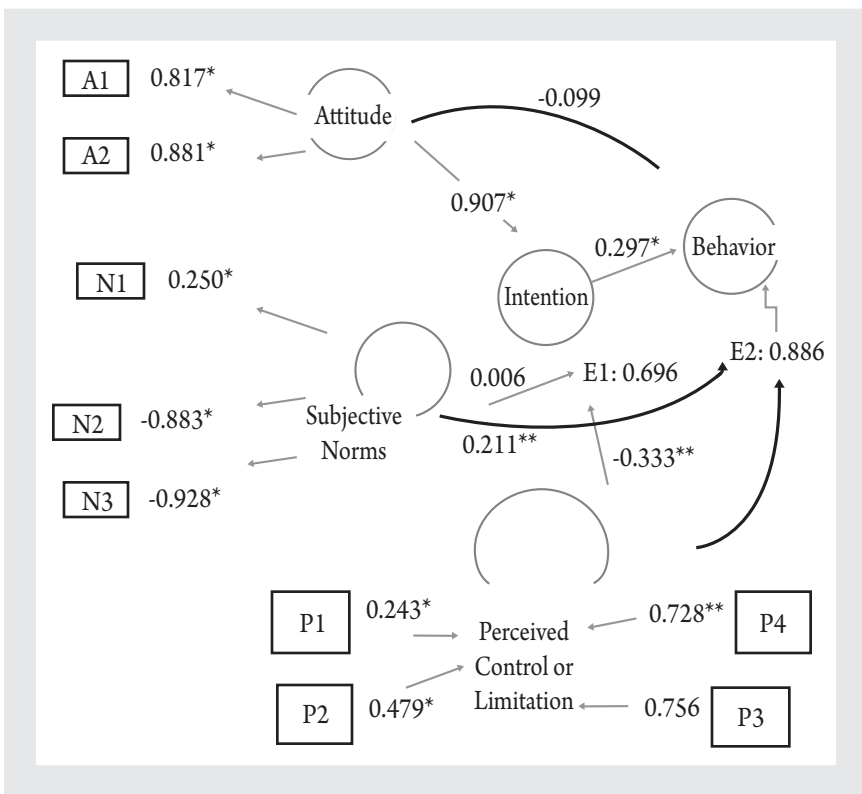 A1 0.817*
Attitude
-0.099
A2 0.881*
0.907*
Behavior
0.297*
N1 0.250*
Intention
E2: 0.886
0.006
E1: 0.696
N2 -0.883*
Subjective
Norms
0.211**
-0.333**
N3 -0.928*
P1 0.243*
0.728** P4
Perceived
Control or
Limitation
P2 0.479*
0.756 P3